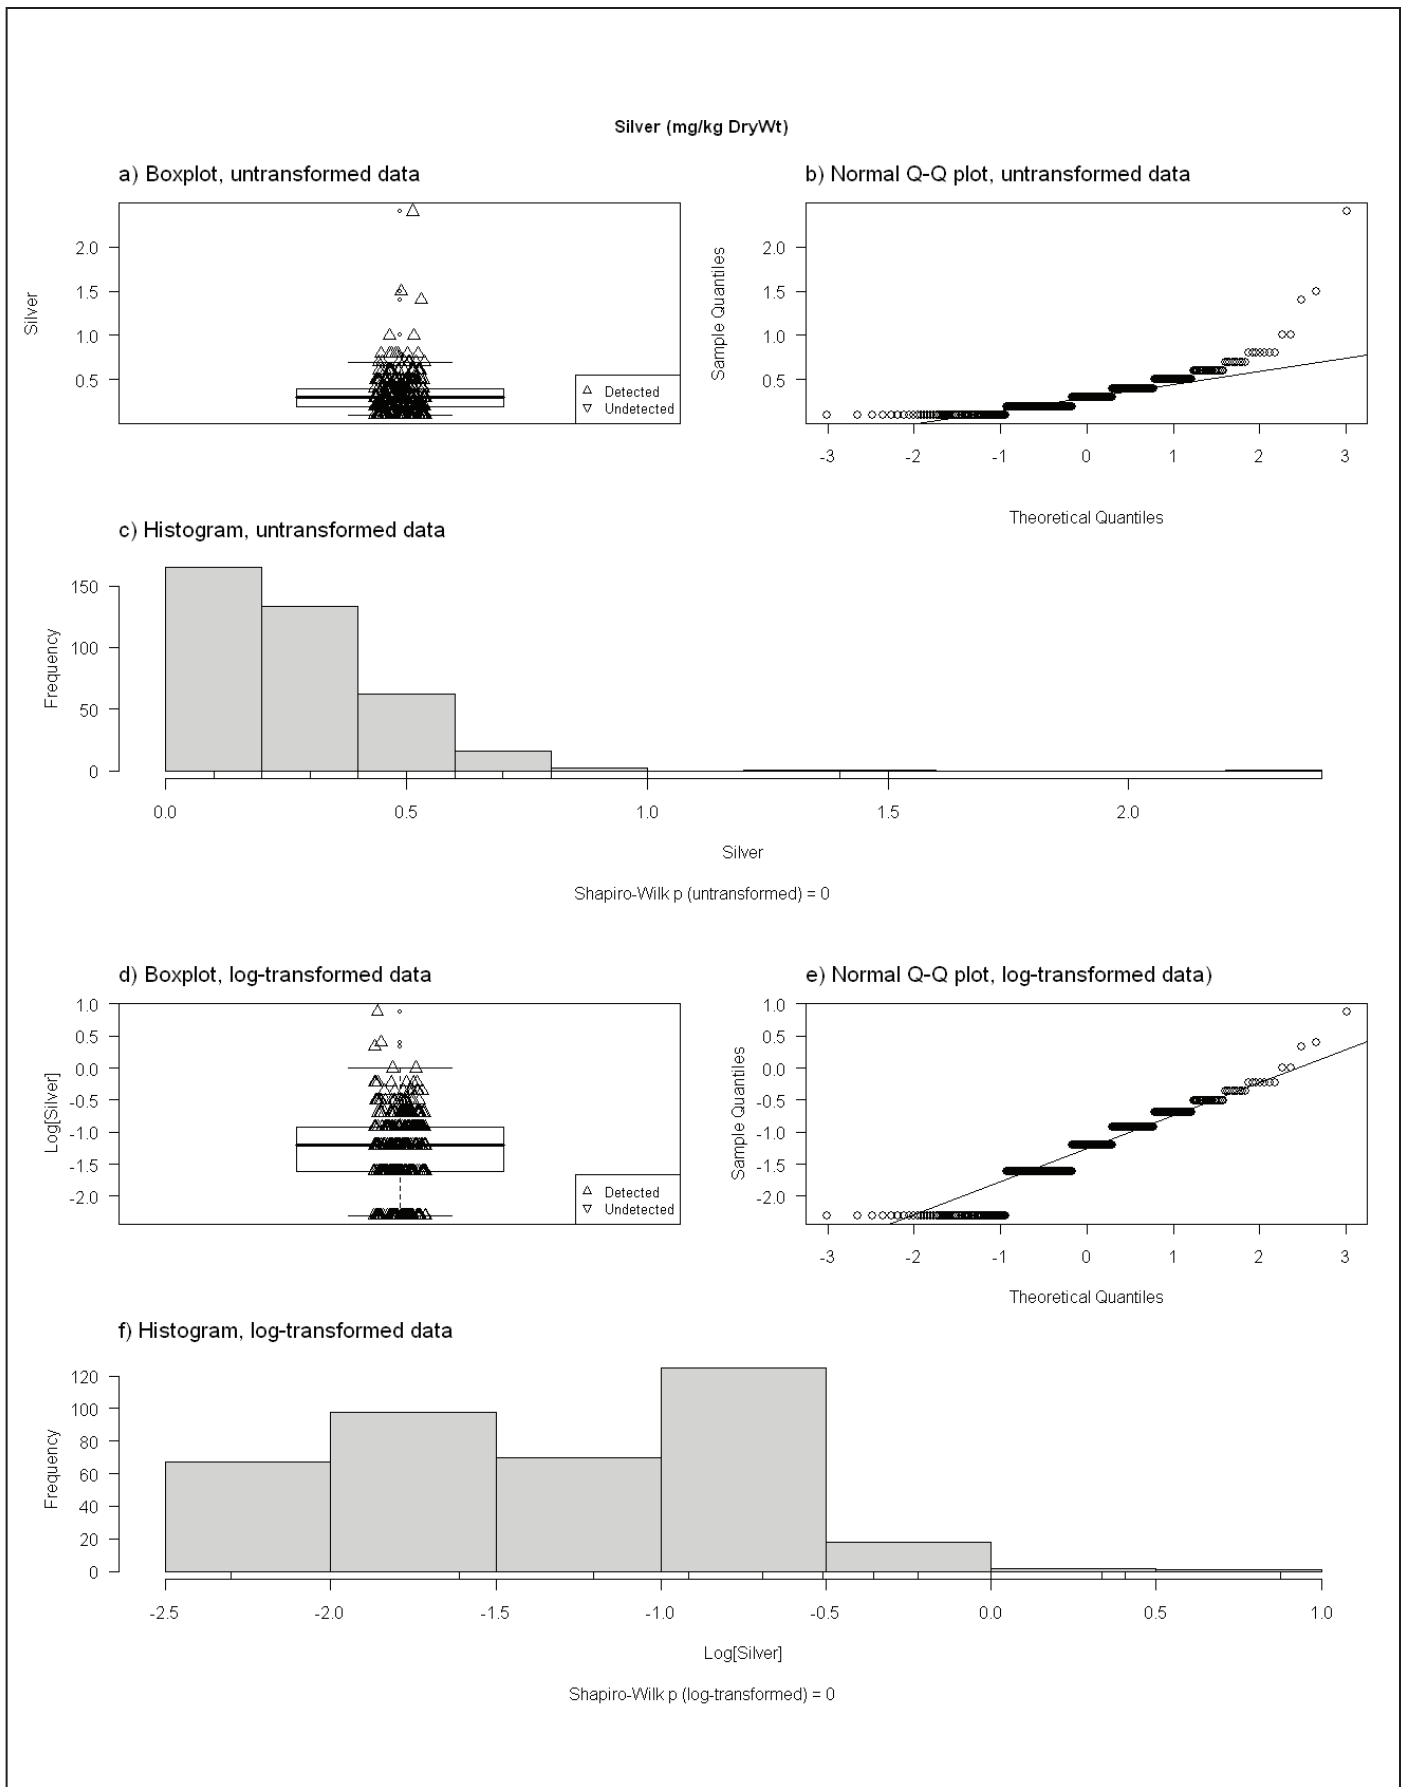 Silver (mg/kg DryWt)
a) Boxplot, untransformed data
Silver
2.0
1.5
1.0
0.5
Detected
Undetected
b) Normal Q-Q plot, untransformed data
Sample Quantiles
2.0
1.5
1.0
0.5
-3 -2 -1 0 1 2 3
Theoretical Quantiles
c) Histogram, untransformed data
Frequency
150
100
50
0
0.0 0.5 1.0 1.5 2.0
Silver
Shapiro-Wilk p (untransformed) = 0
d) Boxplot, log-transformed data
Log[Silver]
1.0
0.5
0.0
-0.5
-1.0
-1.5
-2.0
Detected
Undetected
e) Normal Q-Q plot, log-transformed data)
Sample Quantiles
1.0
0.5
0.0
-0.5
-1.0
-1.5
-2.0
-3 -2 -1 0 1 2 3
Theoretical Quantiles
f) Histogram, log-transformed data
Frequency
120
100
80
60
40
20
0
-2.5 -2.0 -1.5 -1.0 -0.5 0.0 0.5 1.0
Log[Silver]
Shapiro-Wilk p (log-transformed) = 0